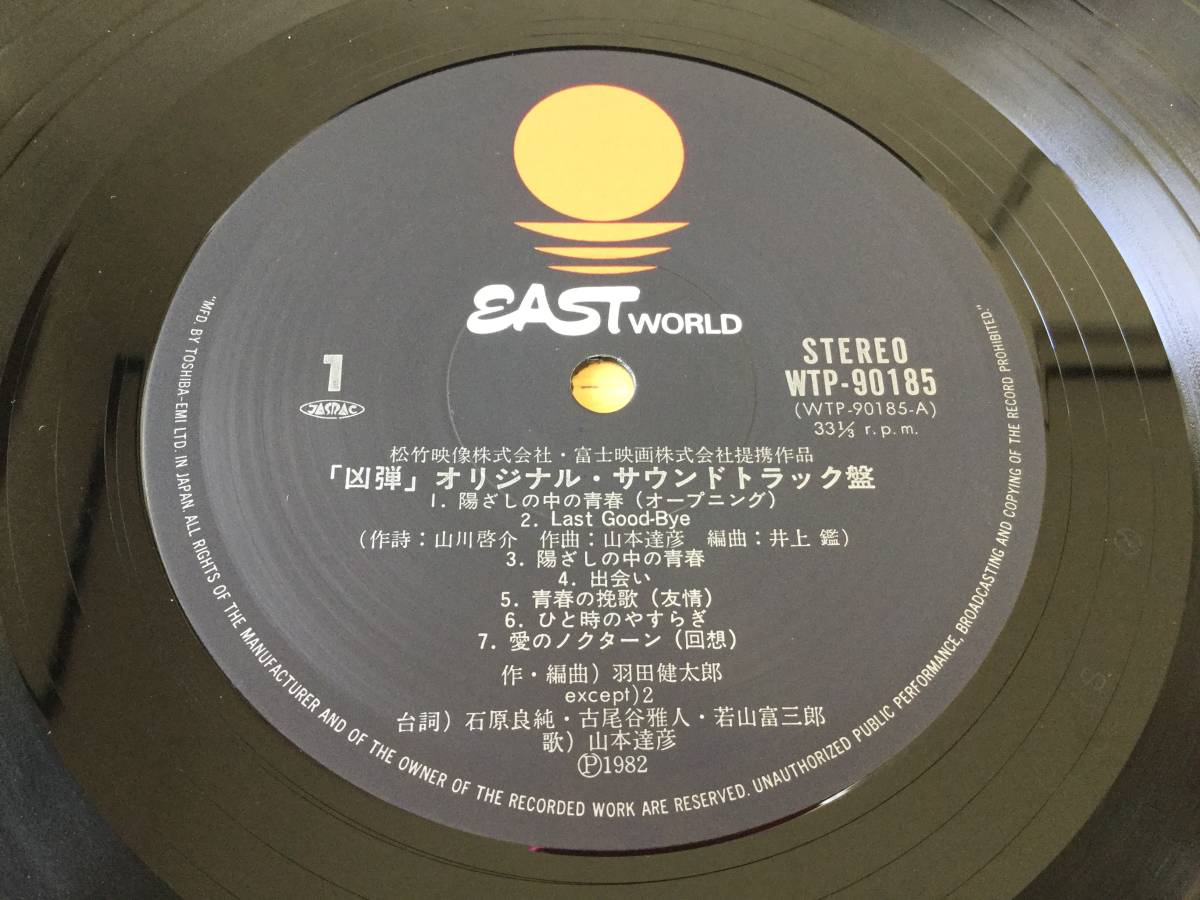 EAST WORLD
1
JASRAC
STEREO
WTP-90185
(WTP-90185-A)
33⅓ r.p.m.
松竹映像株式会社・富士映画株式会社提携作品
「凶弾」オリジナル・サウンドトラック盤
1. 陽ざしの中の青春（オープニング）
2. Last Good-Bye
（作詩：山川啓介 作曲：山本達彦 編曲：井上 鑑）
3. 陽ざしの中の青春
4. 出会い
5. 青春の挽歌（友情）
6. ひと時のやすらぎ
7. 愛のノクターン（回想）
作・編曲）羽田健太郎
except)2
台詞）石原良純・古尾谷雅人・若山富三郎
歌）山本達彦
Ⓟ1982
"MFD. BY TOSHIBA-EMI LTD. IN JAPAN. ALL RIGHTS OF THE MANUFACTURER AND OF THE OWNER OF THE RECORDED WORK ARE RESERVED. UNAUTHORIZED PUBLIC PERFORMANCE, BROADCASTING AND COPYING OF THE RECORD PROHIBITED."